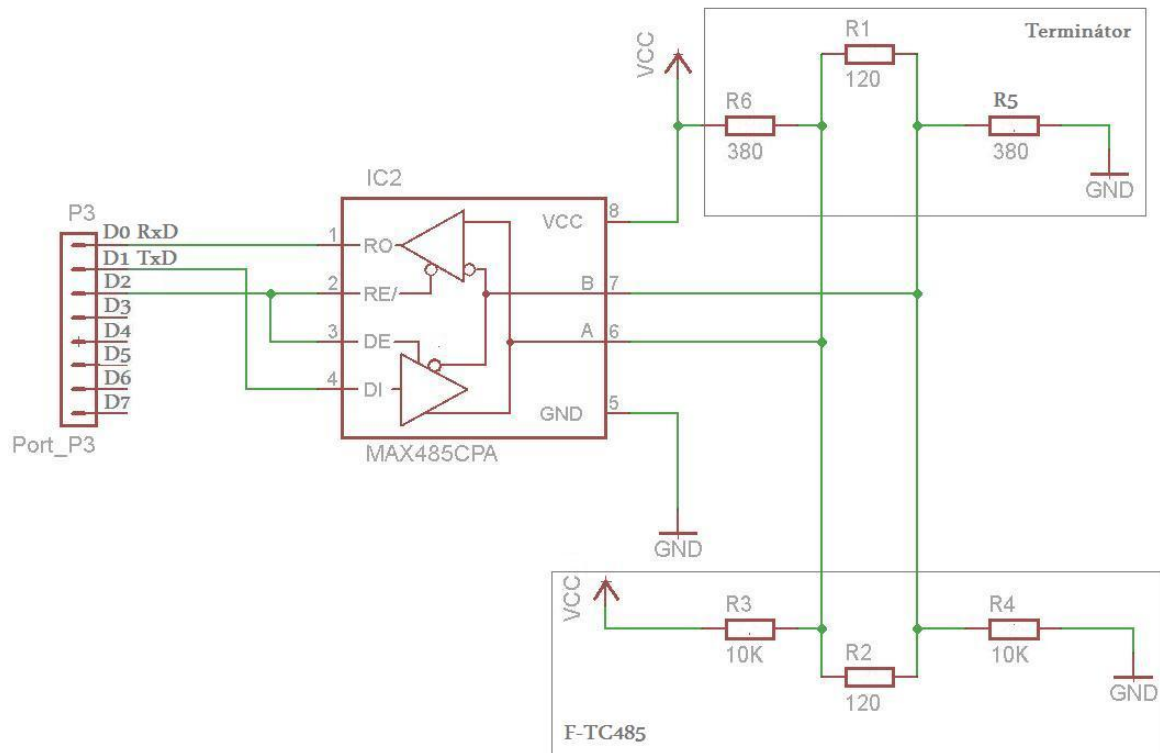 R1
120
Terminátor
VCC
R6
380
R5
380
GND
P3
D0 RxD
D1 TxD
D2
D3
D4
D5
D6
D7
Port_P3
IC2
1
RO
2
RE/
3
DE
4
DI
VCC
8
B
7
A
6
GND
5
MAX485CPA
GND
VCC
R3
10K
R4
10K
R2
120
GND
F-TC485